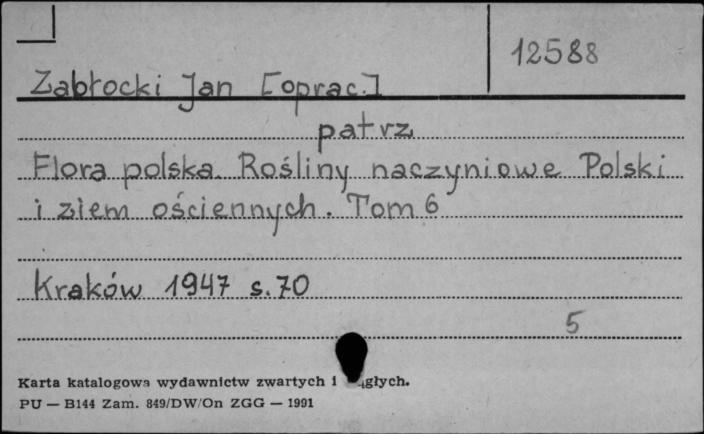 12588
Zabłocki Jan [oprac.]
patrz
Flora polska. Rośliny naczyniowe Polski
i ziem ościennych. Tom 6
Kraków 1947 s. 70
5
Karta katalogowa wydawnictw zwartych i
PU — B144 Zam. 849/DW/On ZGG — 1991